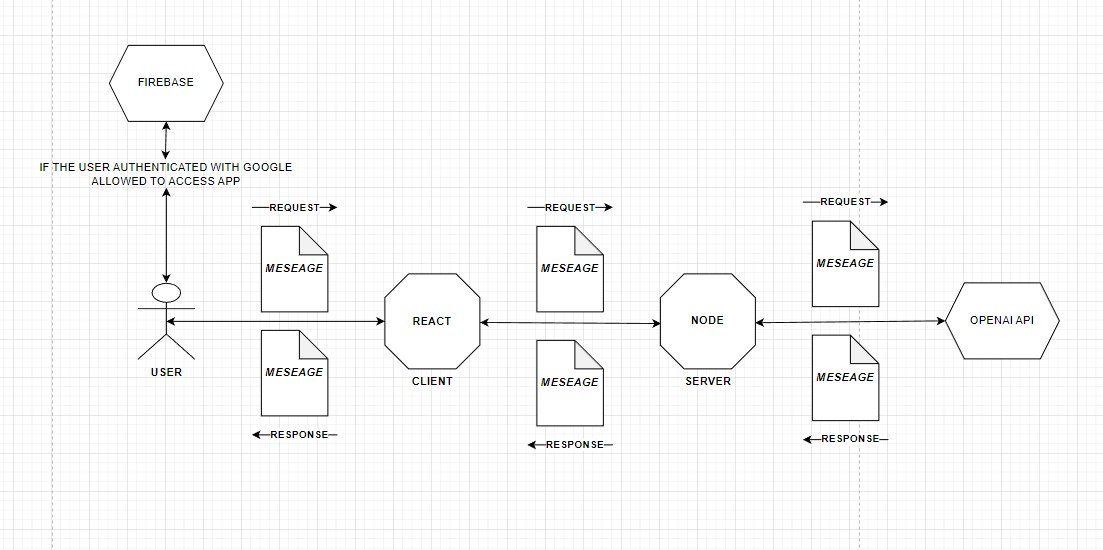 FIREBASE
IF THE USER AUTHENTICATED WITH GOOGLE
ALLOWED TO ACCESS APP
REQUEST
REQUEST
REQUEST
MESEAGE
MESEAGE
MESEAGE
REACT
NODE
OPENAI API
USER
CLIENT
SERVER
MESEAGE
MESEAGE
MESEAGE
RESPONSE
RESPONSE
RESPONSE